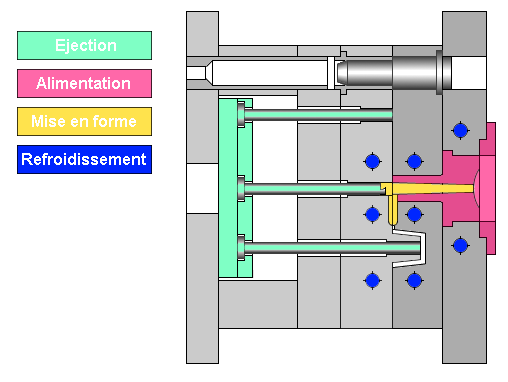 Ejection
Alimentation
Mise en forme
Refroidissement